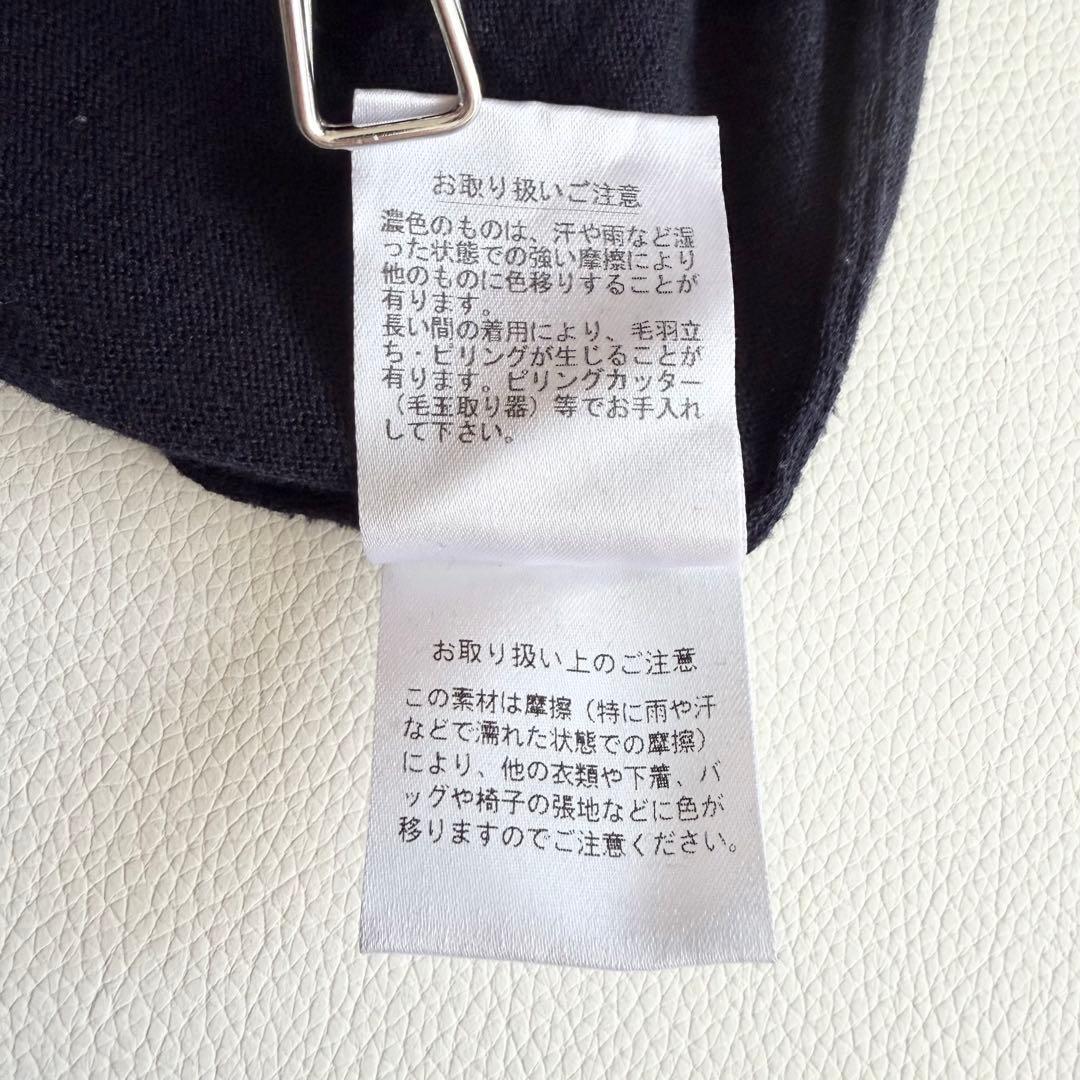 お取り扱いご注意
濃色のものは、汗や雨など湿
った状態での強い摩擦により
他のものに色移りすることが
有ります。
長い間の着用により、毛羽立
ち・ピリングが生じることが
有ります。ピリングカッター
（毛玉取り器）等でお手入れ
して下さい。
お取り扱い上のご注意
この素材は摩擦（特に雨や汗
などで濡れた状態での摩擦）
により、他の衣類や下着、バ
ッグや椅子の張地などに色が
移りますのでご注意ください。